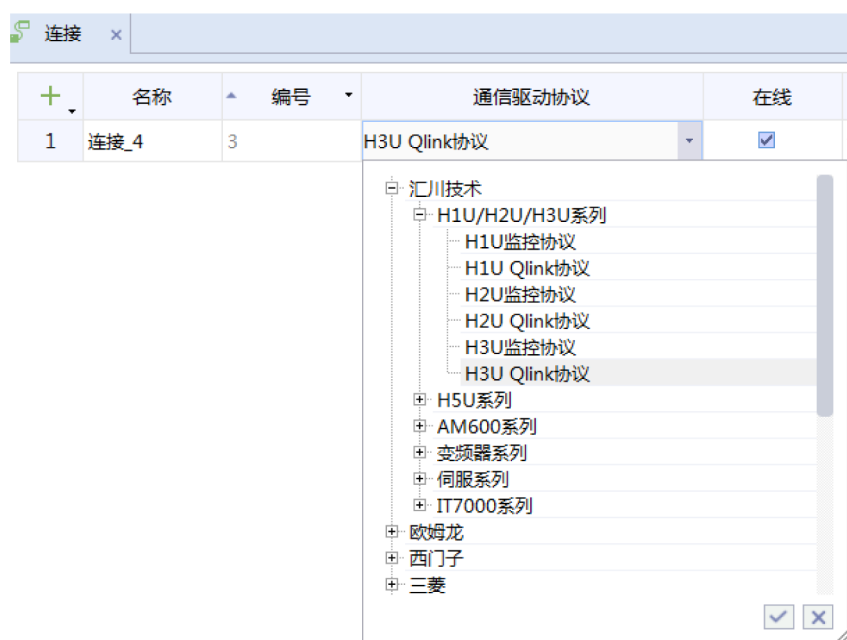 连接
名称 编号 通信驱动协议 在线
1 连接_4 3 H3U Qlink协议
汇川技术
H1U/H2U/H3U系列
H1U监控协议
H1U Qlink协议
H2U监控协议
H2U Qlink协议
H3U监控协议
H3U Qlink协议
H5U系列
AM600系列
变频器系列
伺服系列
IT7000系列
欧姆龙
西门子
三菱